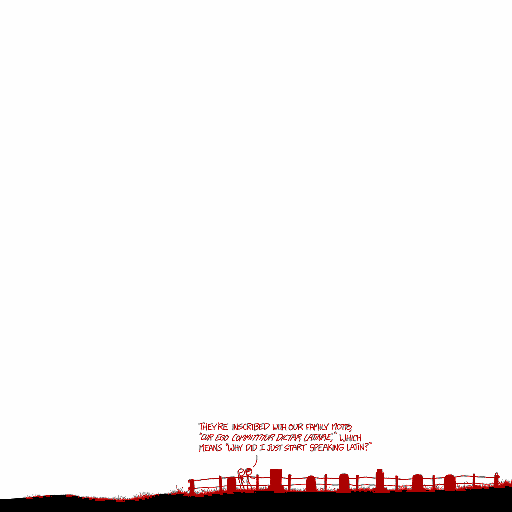 THEY'RE INSCRIBED WITH OUR FAMILY MOTTO,
"CUR EGO COMMITTITUR DICTAR LATINAE," WHICH
MEANS "WHY DID I JUST START SPEAKING LATIN?"